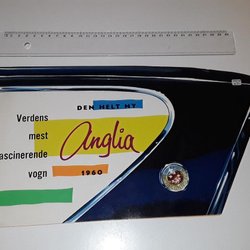 DEN HELT NY
Verdens
mest
fascinerende
vogn
Anglia
1960